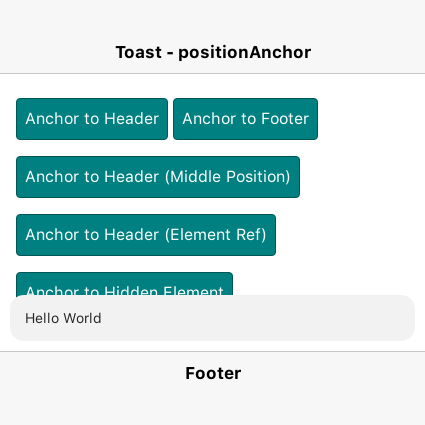 Toast - positionAnchor
Anchor to Header Anchor to Footer
Anchor to Header (Middle Position)
Anchor to Header (Element Ref)
Anchor to Hidden Element
Hello World
Footer